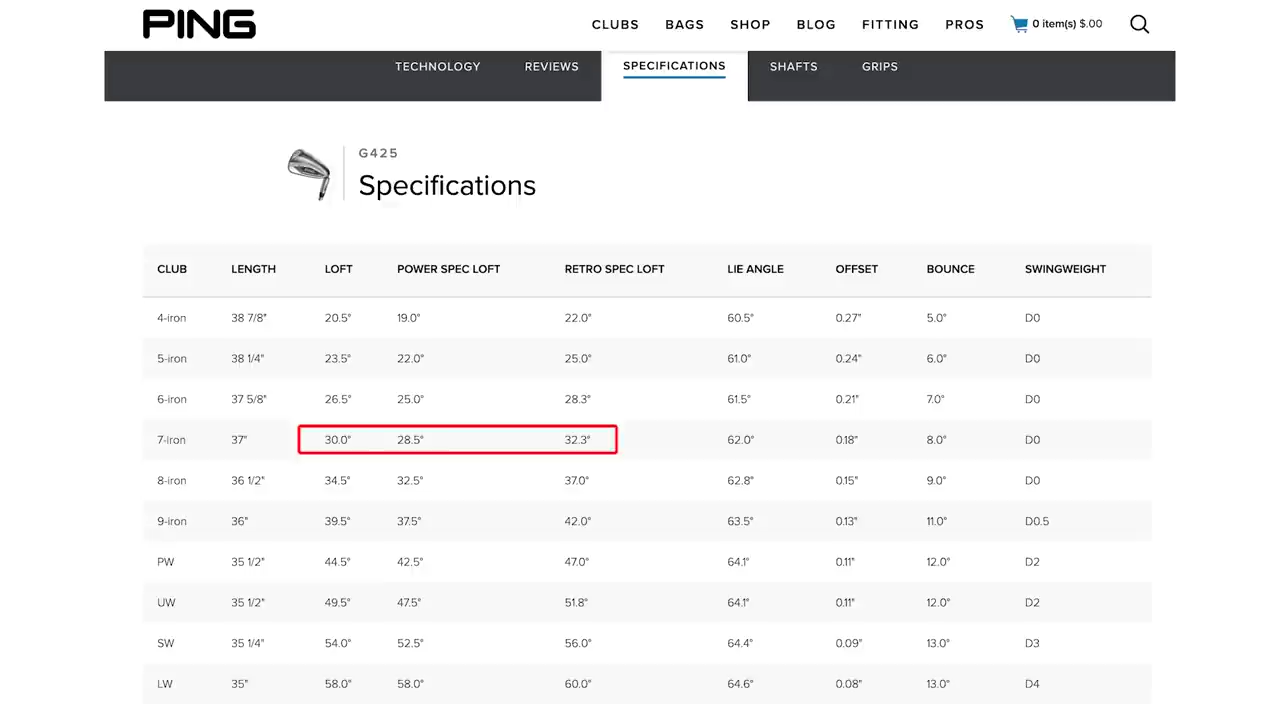 PING CLUBS BAGS SHOP BLOG FITTING PROS 0 item(s) $.00
TECHNOLOGY REVIEWS SPECIFICATIONS SHAFTS GRIPS
G425
Specifications
CLUB LENGTH LOFT POWER SPEC LOFT RETRO SPEC LOFT LIE ANGLE OFFSET BOUNCE SWINGWEIGHT
4-iron 38 7/8" 20.5° 19.0° 22.0° 60.5° 0.27" 5.0° D0
5-iron 38 1/4" 23.5° 22.0° 25.0° 61.0° 0.24" 6.0° D0
6-iron 37 5/8" 26.5° 25.0° 28.3° 61.5° 0.21" 7.0° D0
7-iron 37" 30.0° 28.5° 32.3° 62.0° 0.18" 8.0° D0
8-iron 36 1/2" 34.5° 32.5° 37.0° 62.8° 0.15" 9.0° D0
9-iron 36" 39.5° 37.5° 42.0° 63.5° 0.13" 11.0° D0.5
PW 35 1/2" 44.5° 42.5° 47.0° 64.1° 0.11" 12.0° D2
UW 35 1/2" 49.5° 47.5° 51.8° 64.1° 0.11" 12.0° D2
SW 35 1/4" 54.0° 52.5° 56.0° 64.4° 0.09" 13.0° D3
LW 35" 58.0° 58.0° 60.0° 64.6° 0.08" 13.0° D4